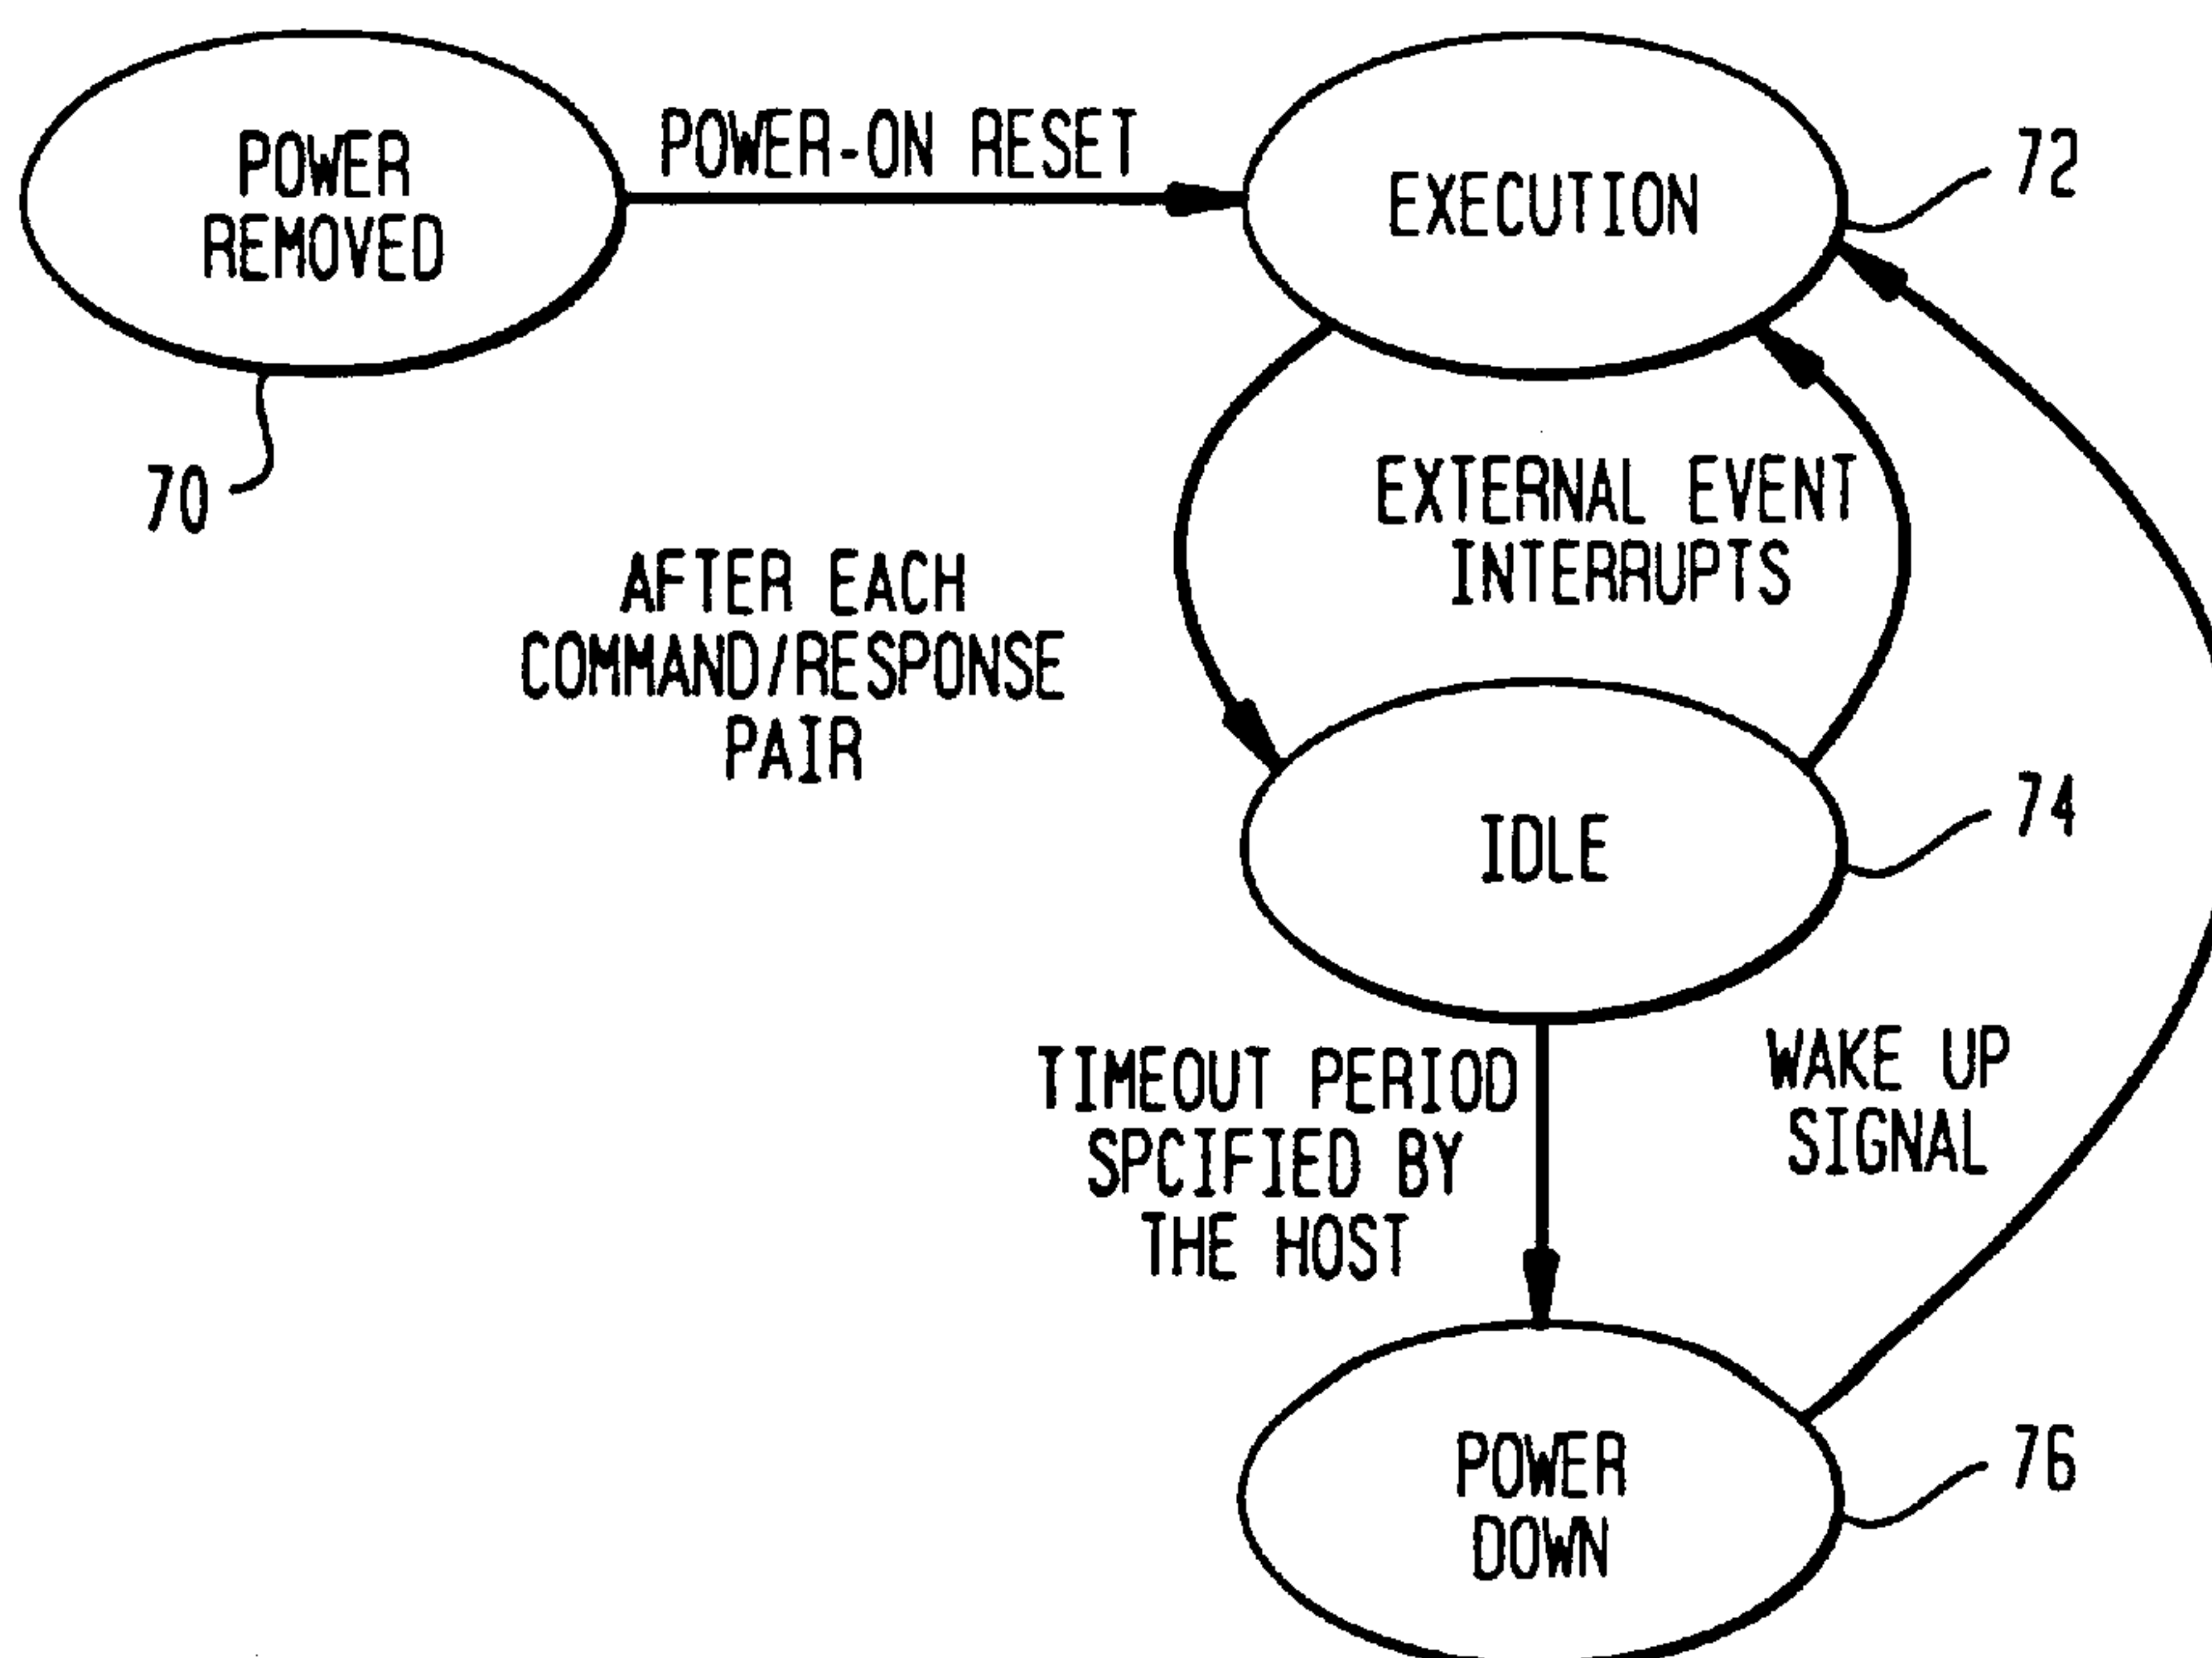 POWER
REMOVED
70
POWER-ON RESET
EXECUTION
72
EXTERNAL EVENT
INTERRUPTS
AFTER EACH
COMMAND/RESPONSE
PAIR
IDLE
74
TIMEOUT PERIOD
SPCIFIED BY
THE HOST
WAKE UP
SIGNAL
POWER
DOWN
76